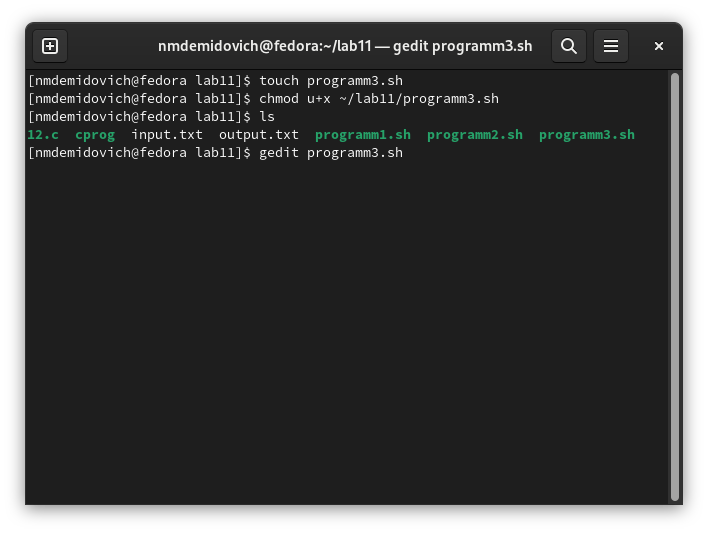 nmdemidovich@fedora:~/lab11 — gedit programm3.sh
[nmdemidovich@fedora lab11]$ touch programm3.sh
[nmdemidovich@fedora lab11]$ chmod u+x ~/lab11/programm3.sh
[nmdemidovich@fedora lab11]$ ls
12.c  cprog  input.txt  output.txt  programm1.sh  programm2.sh  programm3.sh
[nmdemidovich@fedora lab11]$ gedit programm3.sh